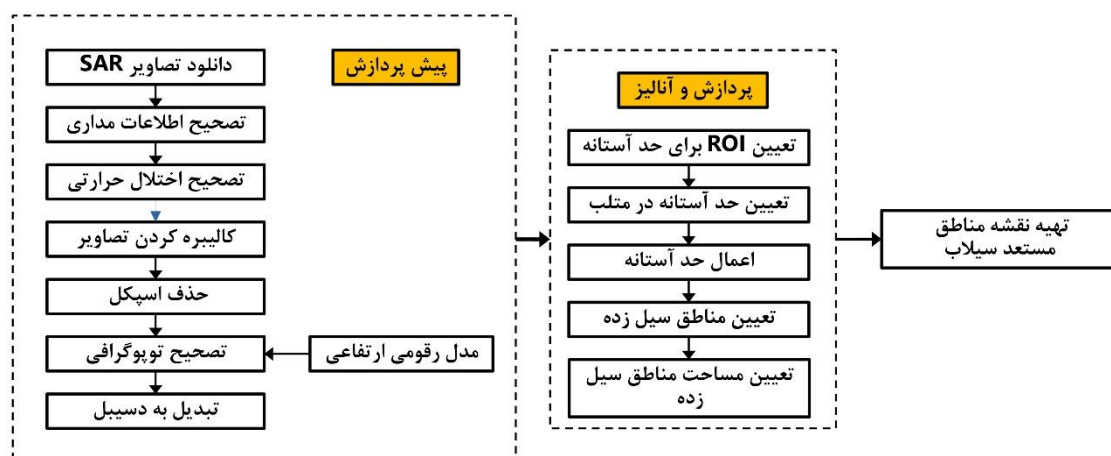 پیش پردازش
دانلود تصاویر SAR
تصحیح اطلاعات مداری
تصحیح اختلال حرارتی
کالیبره کردن تصاویر
حذف اسپکل
تصحیح توپوگرافی
مدل رقومی ارتفاعی
تبدیل به دسیبل
پردازش و آنالیز
تعیین ROI برای حد آستانه
تعیین حد آستانه در متلب
اعمال حد آستانه
تعیین مناطق سیل زده
تعیین مساحت مناطق سیل
زده
تهیه نقشه مناطق
مستعد سیلاب